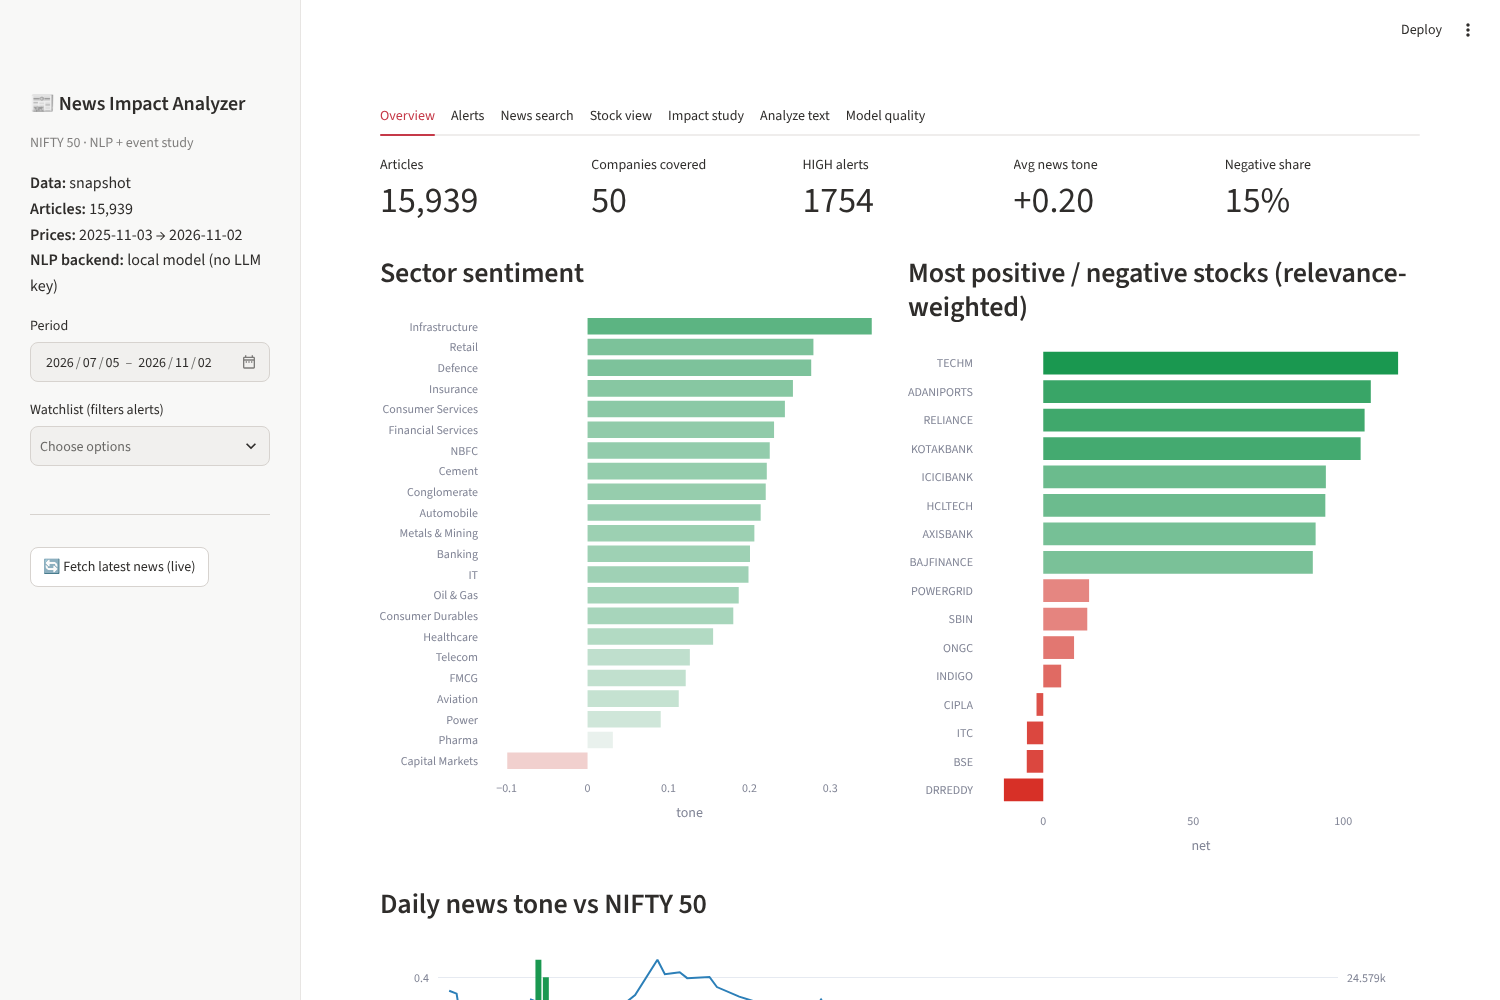 Deploy
📰 News Impact Analyzer
NIFTY 50 · NLP + event study
Data: snapshot
Articles: 15,939
Prices: 2025-11-03 → 2026-11-02
NLP backend: local model (no LLM
key)
Period
2026/07/05 – 2026/11/02
Watchlist (filters alerts)
Choose options
🔄 Fetch latest news (live)
Overview Alerts News search Stock view Impact study Analyze text Model quality
Articles Companies covered HIGH alerts Avg news tone Negative share
15,939 50 1754 +0.20 15%
Sector sentiment
Infrastructure
Retail
Defence
Insurance
Consumer Services
Financial Services
NBFC
Cement
Conglomerate
Automobile
Metals & Mining
Banking
IT
Oil & Gas
Consumer Durables
Healthcare
Telecom
FMCG
Aviation
Power
Pharma
Capital Markets
−0.1 0 0.1 0.2 0.3
tone
Most positive / negative stocks (relevance-
weighted)
TECHM
ADANIPORTS
RELIANCE
KOTAKBANK
ICICIBANK
HCLTECH
AXISBANK
BAJFINANCE
POWERGRID
SBIN
ONGC
INDIGO
CIPLA
ITC
BSE
DRREDDY
0 50 100
net
Daily news tone vs NIFTY 50
0.4 24.579k